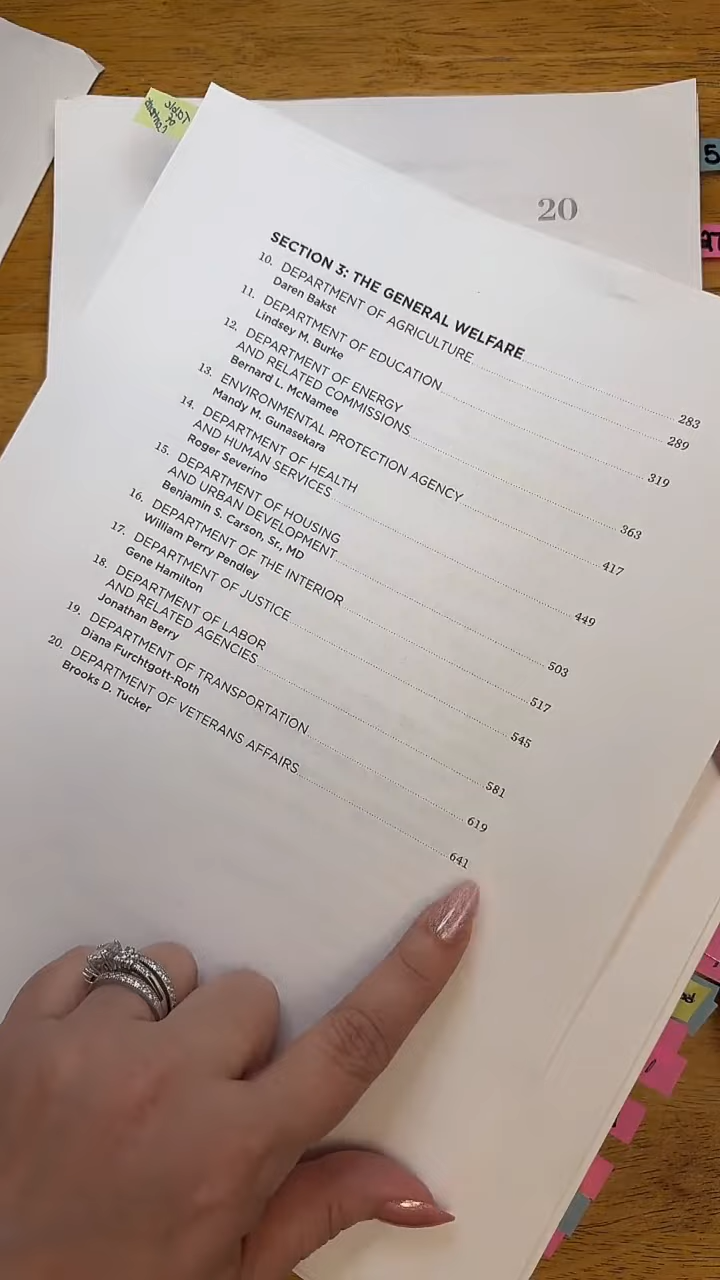 Table
of
Contents
20
5
SECTION 3: THE GENERAL WELFARE 283
10. DEPARTMENT OF AGRICULTURE 289
Daren Bakst
11. DEPARTMENT OF EDUCATION 319
Lindsey M. Burke
12. DEPARTMENT OF ENERGY
AND RELATED COMMISSIONS 363
Bernard L. McNamee
13. ENVIRONMENTAL PROTECTION AGENCY 417
Mandy M. Gunasekara
14. DEPARTMENT OF HEALTH
AND HUMAN SERVICES 449
Roger Severino
15. DEPARTMENT OF HOUSING
AND URBAN DEVELOPMENT 503
Benjamin S. Carson, Sr., MD
16. DEPARTMENT OF THE INTERIOR 517
William Perry Pendley
17. DEPARTMENT OF JUSTICE 545
Gene Hamilton
18. DEPARTMENT OF LABOR
AND RELATED AGENCIES 581
Jonathan Berry
19. DEPARTMENT OF TRANSPORTATION 619
Diana Furchtgott-Roth
20. DEPARTMENT OF VETERANS AFFAIRS 641
Brooks D. Tucker